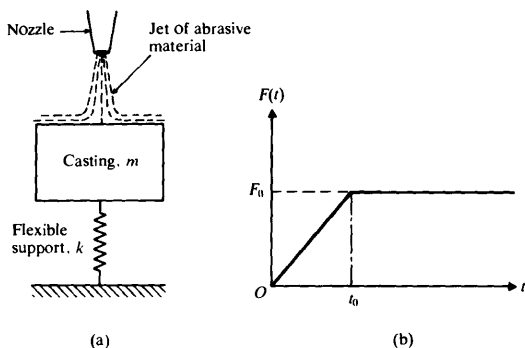 Nozzle
Jet of abrasive
material
Casting, m
Flexible
support, k
(a)
F(t)
F₀
O
t₀
t
(b)